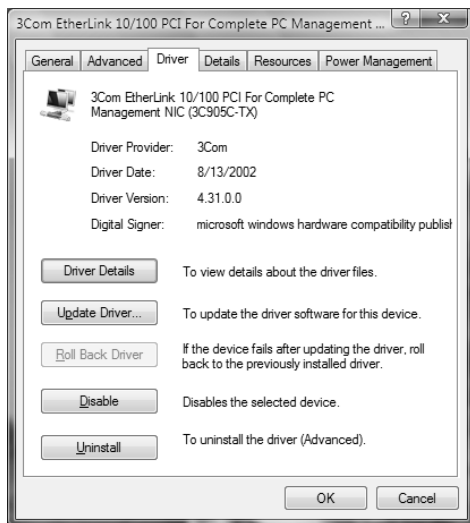 3Com EtherLink 10/100 PCI For Complete PC Management ...
General Advanced Driver Details Resources Power Management
3Com EtherLink 10/100 PCI For Complete PC
Management NIC (3C905C-TX)
Driver Provider: 3Com
Driver Date: 8/13/2002
Driver Version: 4.31.0.0
Digital Signer: microsoft windows hardware compatibility publish
Driver Details To view details about the driver files.
Update Driver... To update the driver software for this device.
Roll Back Driver If the device fails after updating the driver, roll
back to the previously installed driver.
Disable Disables the selected device.
Uninstall To uninstall the driver (Advanced).
OK Cancel